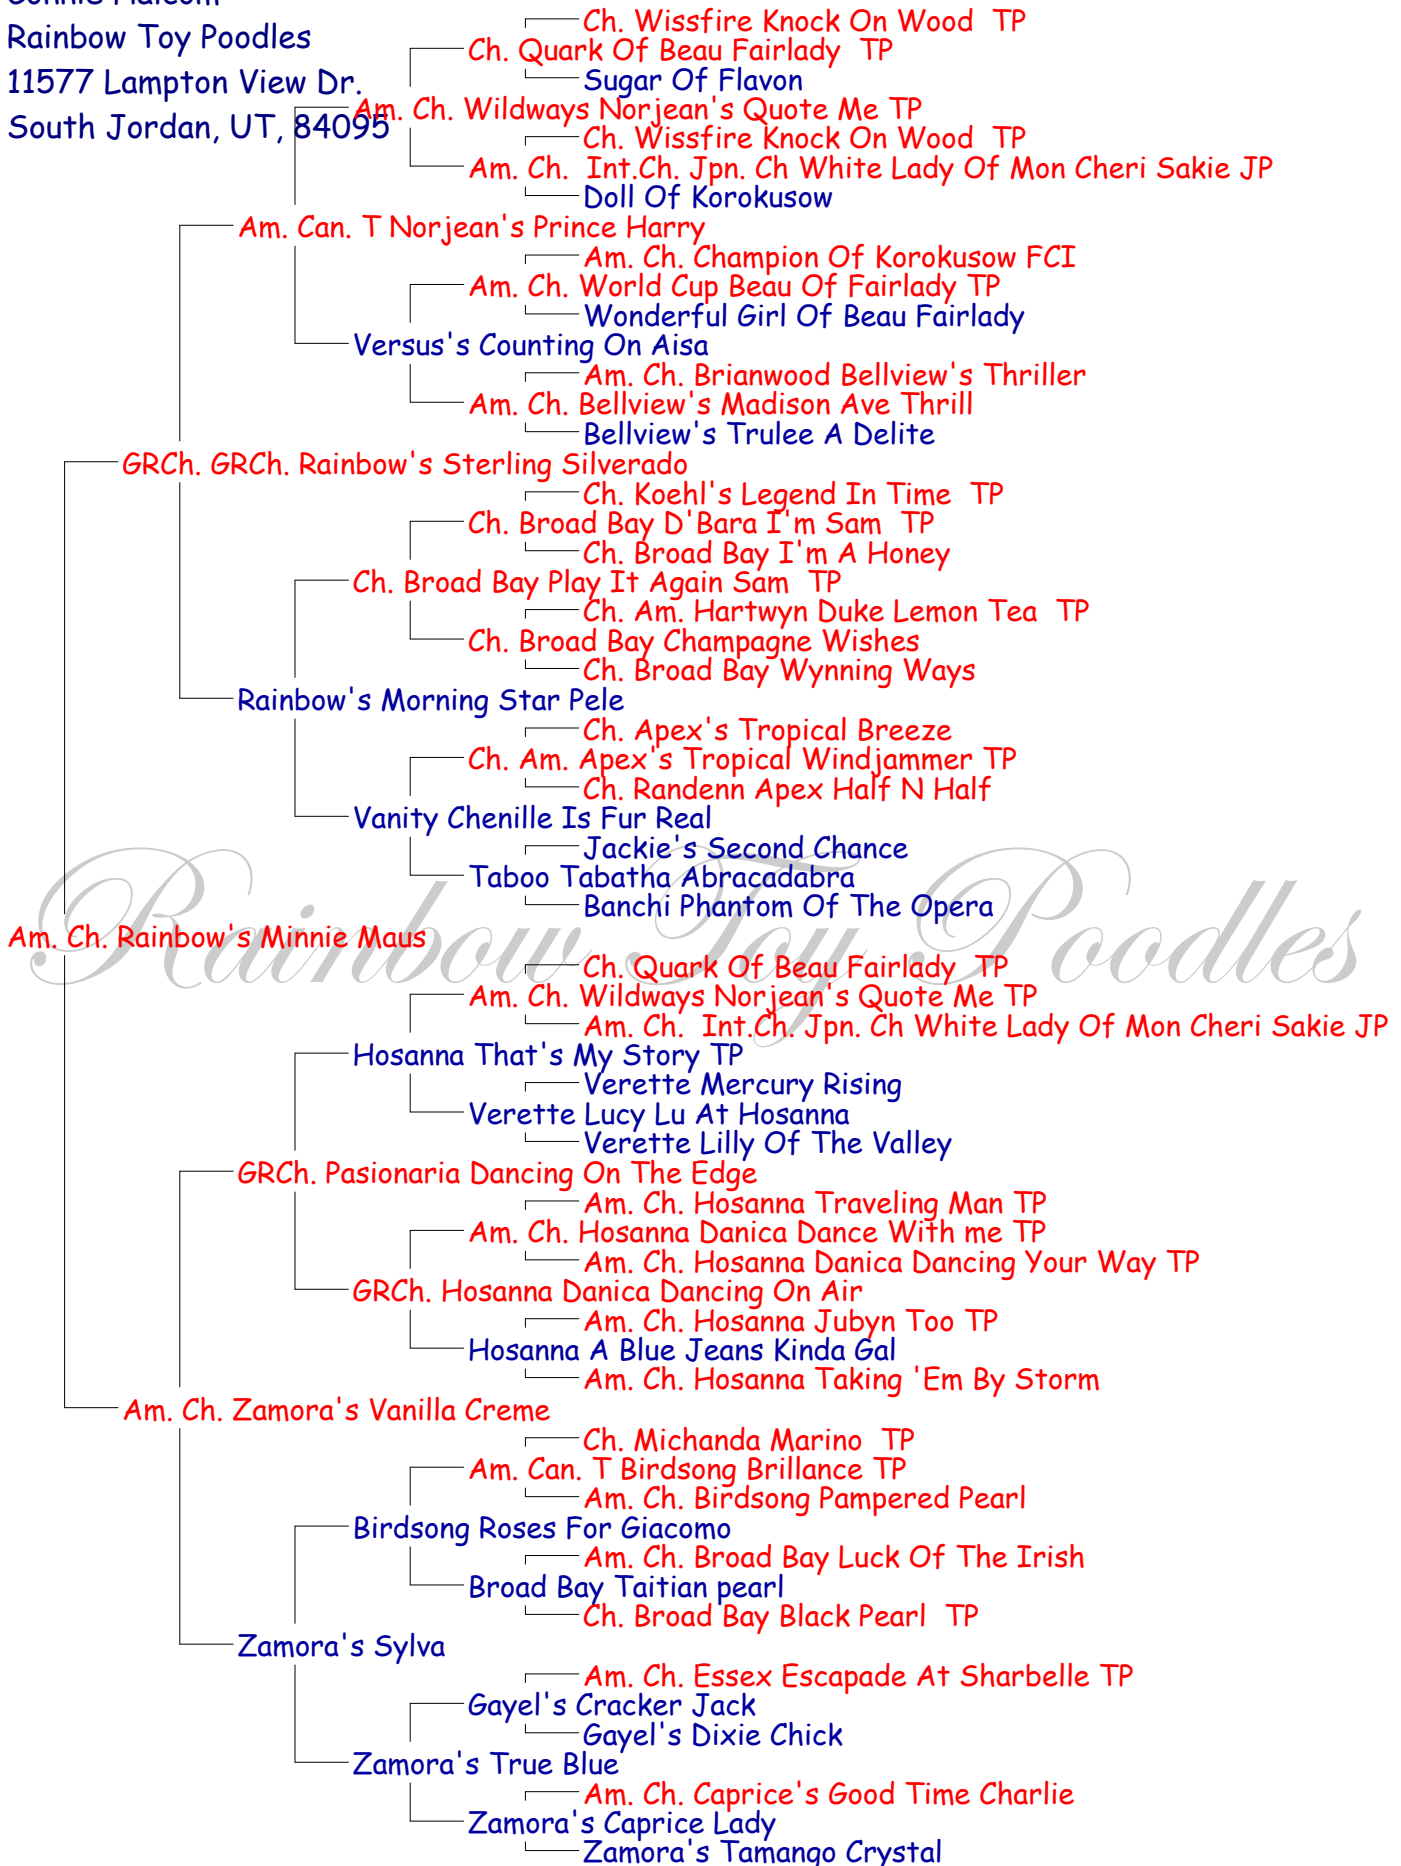 Rainbow Toy Poodles
11577 Lampton View Dr.
South Jordan, UT, 84095
Ch. Wissfire Knock On Wood  TP
Ch. Quark Of Beau Fairlady  TP
Sugar Of Flavon
Am. Ch. Wildways Norjean's Quote Me TP
Ch. Wissfire Knock On Wood  TP
Am. Ch.  Int.Ch. Jpn. Ch White Lady Of Mon Cheri Sakie JP
Doll Of Korokusow
Am. Can. T Norjean's Prince Harry
Am. Ch. Champion Of Korokusow FCI
Am. Ch. World Cup Beau Of Fairlady TP
Wonderful Girl Of Beau Fairlady
Versus's Counting On Aisa
Am. Ch. Brianwood Bellview's Thriller
Am. Ch. Bellview's Madison Ave Thrill
Bellview's Trulee A Delite
GRCh. GRCh. Rainbow's Sterling Silverado
Ch. Koehl's Legend In Time  TP
Ch. Broad Bay D'Bara I'm Sam  TP
Ch. Broad Bay I'm A Honey
Ch. Broad Bay Play It Again Sam  TP
Ch. Am. Hartwyn Duke Lemon Tea  TP
Ch. Broad Bay Champagne Wishes
Ch. Broad Bay Wynning Ways
Rainbow's Morning Star Pele
Ch. Apex's Tropical Breeze
Ch. Am. Apex's Tropical Windjammer TP
Ch. Randenn Apex Half N Half
Vanity Chenille Is Fur Real
Jackie's Second Chance
Taboo Tabatha Abracadabra
Banchi Phantom Of The Opera
Am. Ch. Rainbow's Minnie Maus
Rainbow Toy Poodles
Ch. Quark Of Beau Fairlady  TP
Am. Ch. Wildways Norjean's Quote Me TP
Am. Ch.  Int.Ch. Jpn. Ch White Lady Of Mon Cheri Sakie JP
Hosanna That's My Story TP
Verette Mercury Rising
Verette Lucy Lu At Hosanna
Verette Lilly Of The Valley
GRCh. Pasionaria Dancing On The Edge
Am. Ch. Hosanna Traveling Man TP
Am. Ch. Hosanna Danica Dance With me TP
Am. Ch. Hosanna Danica Dancing Your Way TP
GRCh. Hosanna Danica Dancing On Air
Am. Ch. Hosanna Jubyn Too TP
Hosanna A Blue Jeans Kinda Gal
Am. Ch. Hosanna Taking 'Em By Storm
Am. Ch. Zamora's Vanilla Creme
Ch. Michanda Marino  TP
Am. Can. T Birdsong Brillance TP
Am. Ch. Birdsong Pampered Pearl
Birdsong Roses For Giacomo
Am. Ch. Broad Bay Luck Of The Irish
Broad Bay Taitian pearl
Ch. Broad Bay Black Pearl  TP
Zamora's Sylva
Am. Ch. Essex Escapade At Sharbelle TP
Gayel's Cracker Jack
Gayel's Dixie Chick
Zamora's True Blue
Am. Ch. Caprice's Good Time Charlie
Zamora's Caprice Lady
Zamora's Tamango Crystal